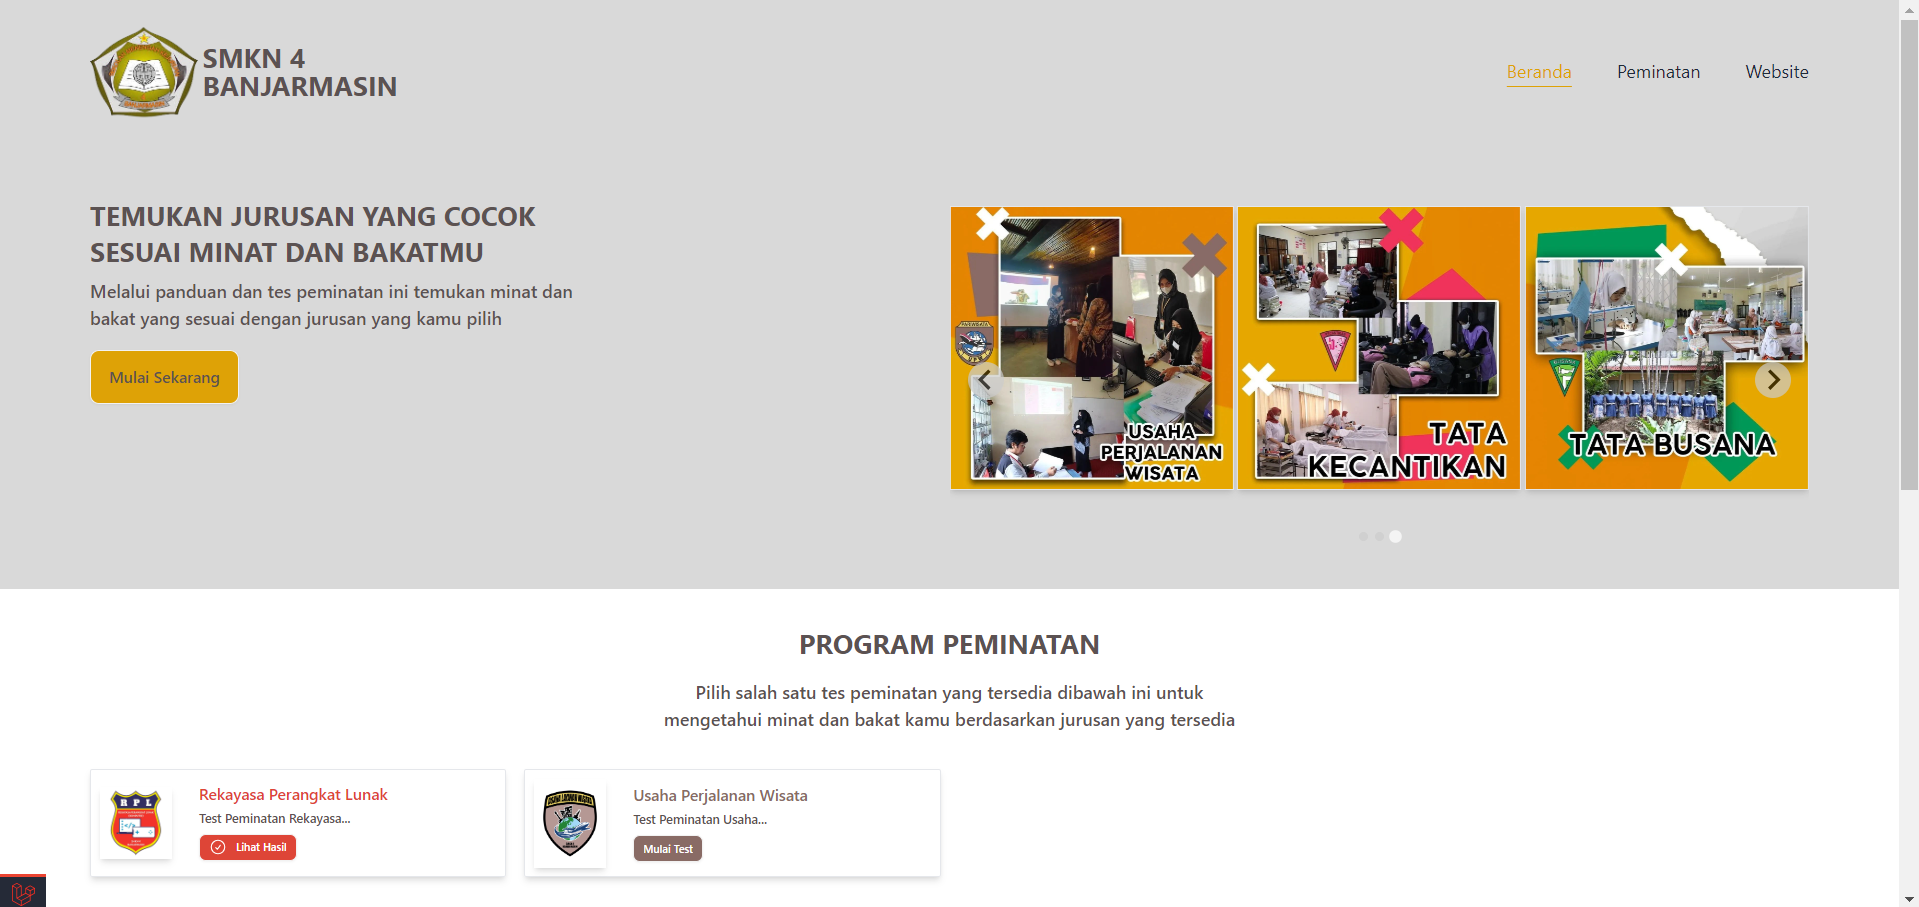 SMKN 4
BANJARMASIN
Beranda
Peminatan
Website
TEMUKAN JURUSAN YANG COCOK
SESUAI MINAT DAN BAKATMU
Melalui panduan dan tes peminatan ini temukan minat dan
bakat yang sesuai dengan jurusan yang kamu pilih
Mulai Sekarang
USAHA
PERJALANAN
WISATA
TATA
KECANTIKAN
TATA BUSANA
PROGRAM PEMINATAN
Pilih salah satu tes peminatan yang tersedia dibawah ini untuk
mengetahui minat dan bakat kamu berdasarkan jurusan yang tersedia
RPL
Rekayasa Perangkat Lunak
Test Peminatan Rekayasa...
Lihat Hasil
Usaha Perjalanan Wisata
Test Peminatan Usaha...
Mulai Test